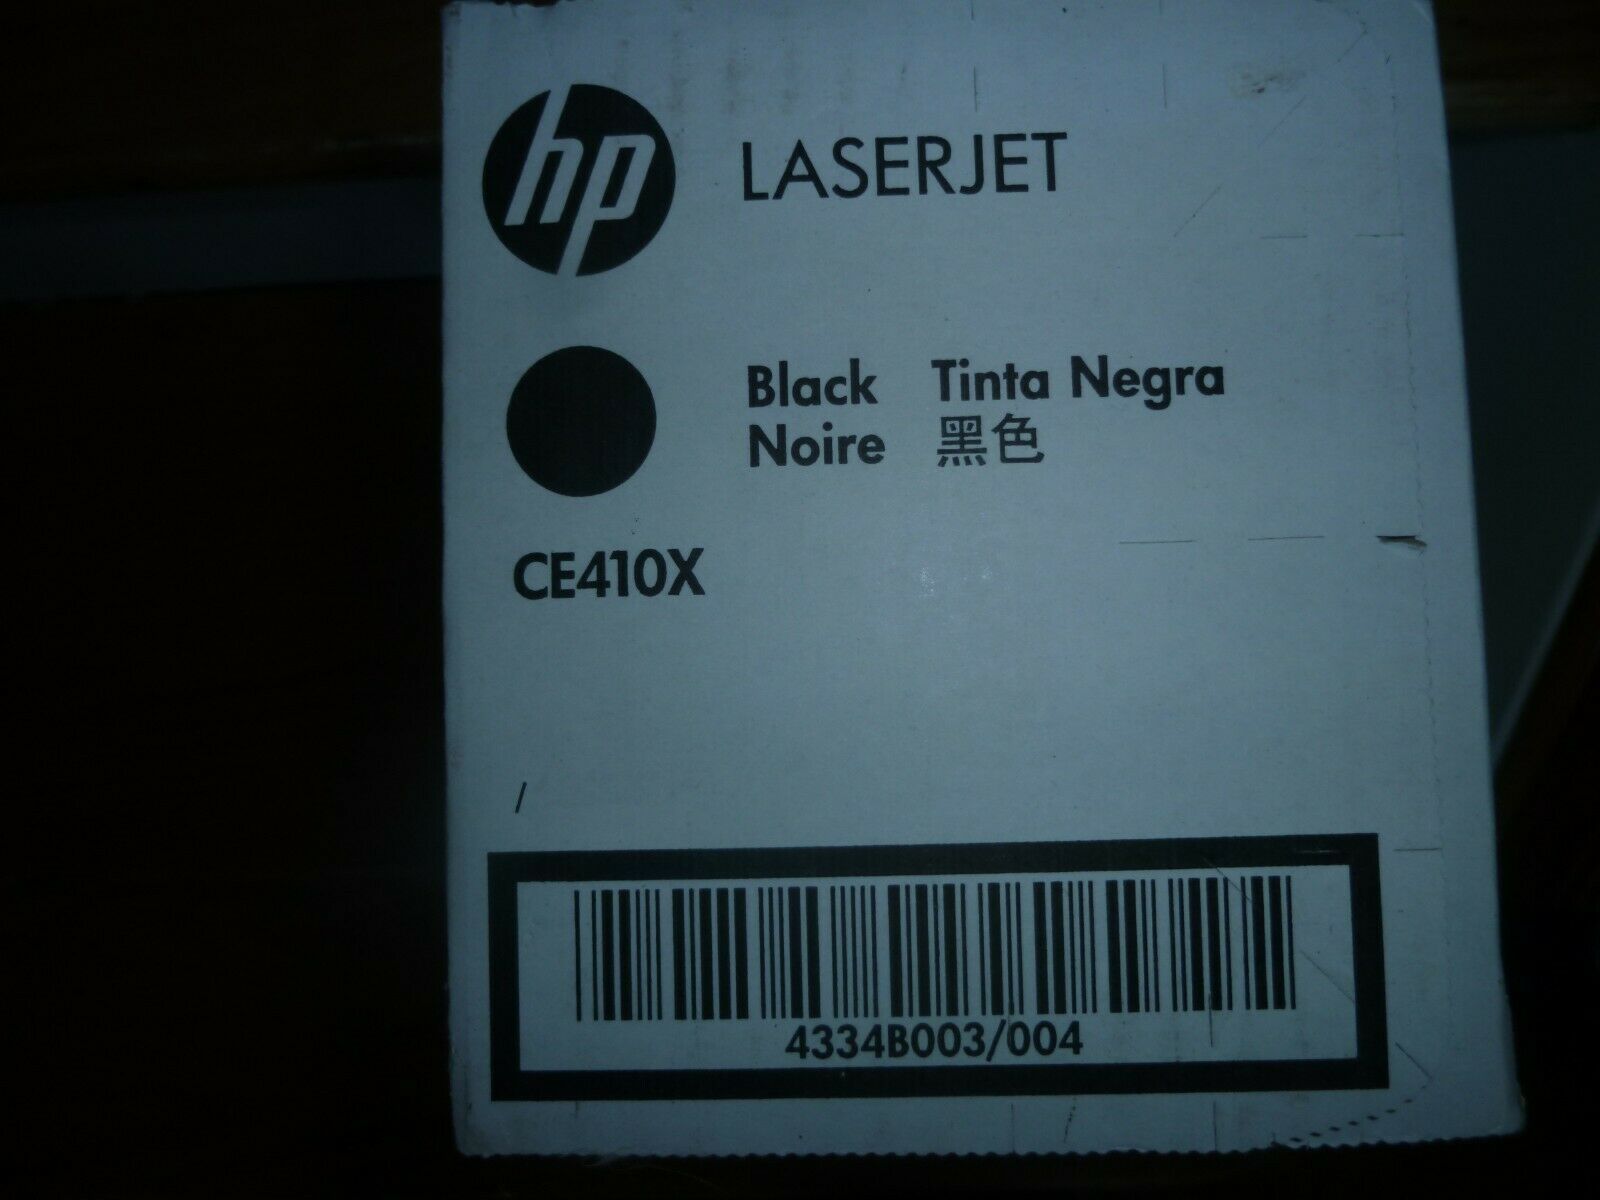 hp LASERJET
Black Tinta Negra
Noire 黑色
CE410X
/
4334B003/004